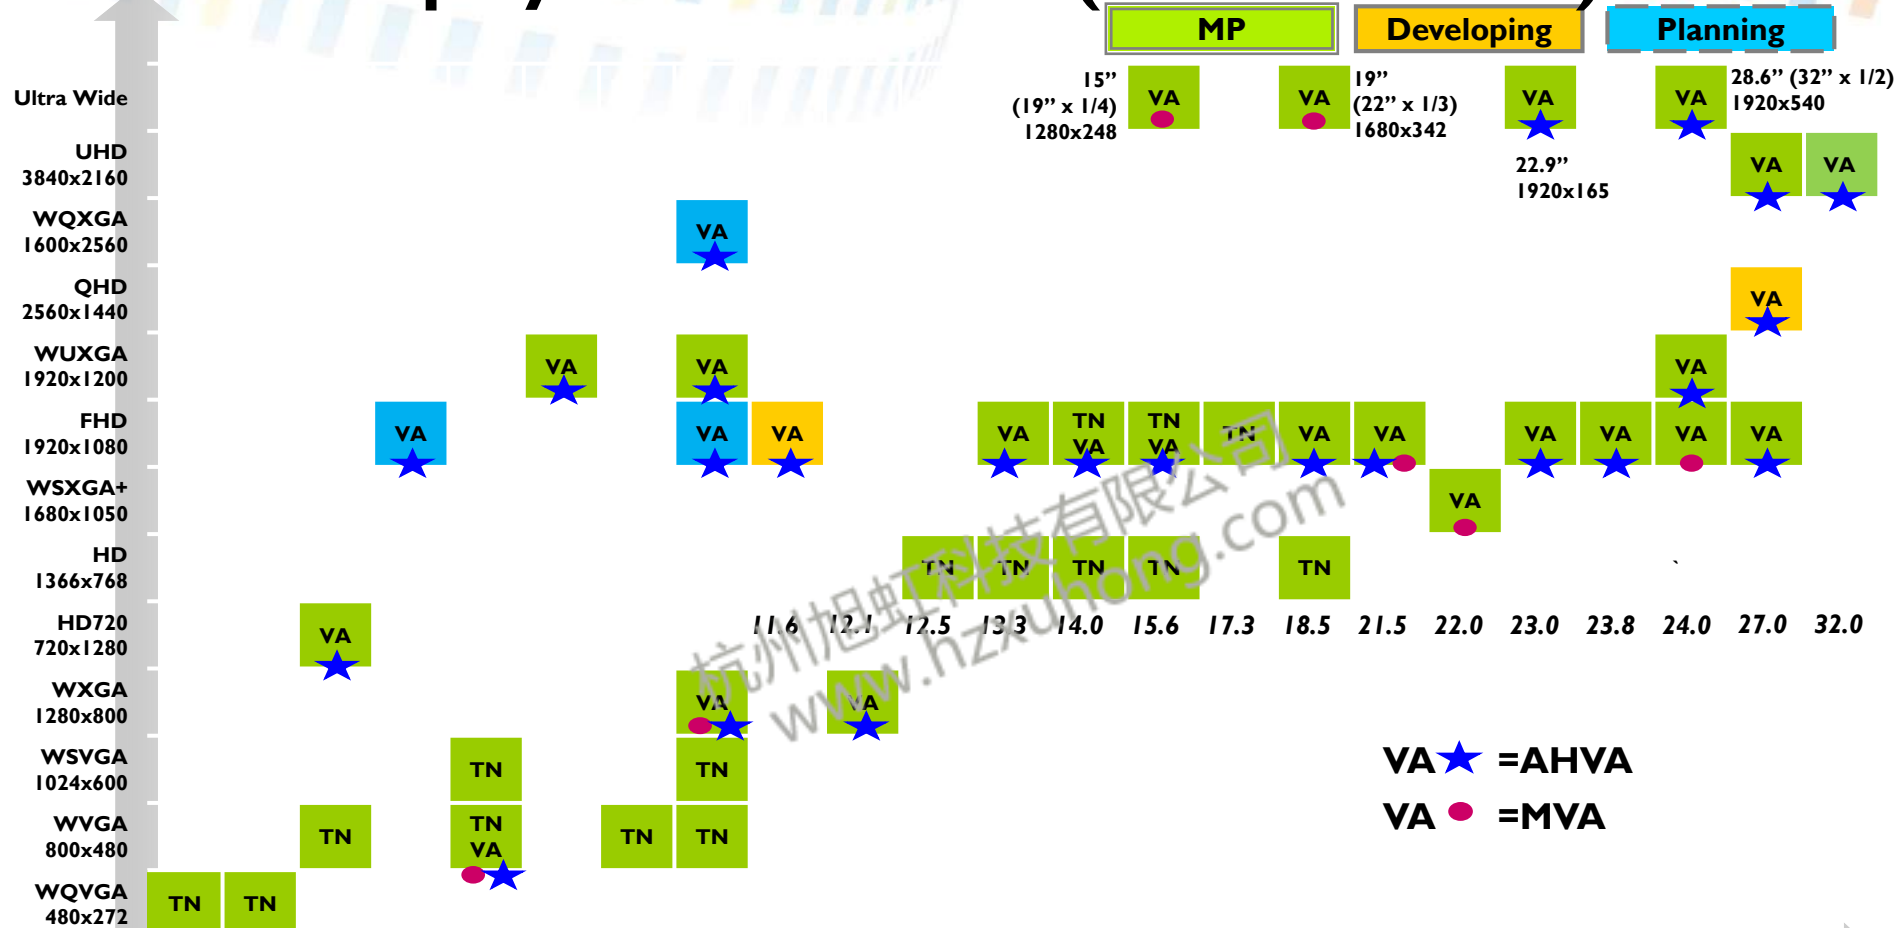 MP Developing Planning
Ultra Wide
15”
(19” x 1/4)
1280x248
VA
VA
19”
(22” x 1/3)
1680x342
VA
22.9”
1920x165
VA
28.6” (32” x 1/2)
1920x540
UHD
3840x2160
VA VA
WQXGA
1600x2560
VA
QHD
2560x1440
VA
WUXGA
1920x1200
VA VA VA
FHD
1920x1080
VA VA VA VA TN VA TN VA TN VA VA VA VA VA VA
WSXGA+
1680x1050
VA
HD
1366x768
TN TN TN TN TN
HD720
720x1280
VA
11.6 12.1 12.5 13.3 14.0 15.6 17.3 18.5 21.5 22.0 23.0 23.8 24.0 27.0 32.0
WXGA
1280x800
VA VA
WSVGA
1024x600
TN TN
WVGA
800x480
TN TN VA TN TN
WQVGA
480x272
TN TN
VA =AHVA
VA =MVA
杭州旭虹科技有限公司
www.hzxuhong.com